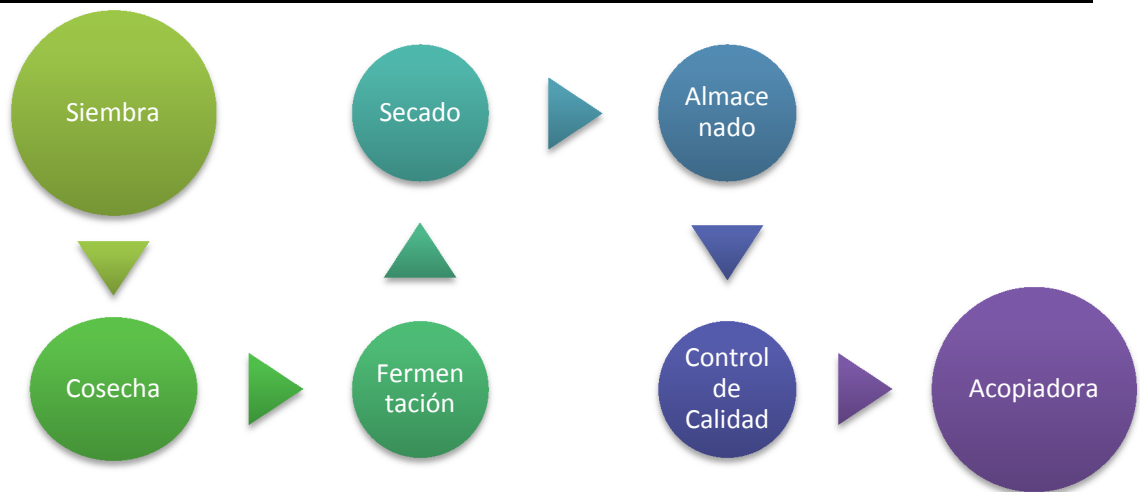 Siembra
Cosecha
Fermen
tación
Secado
Almace
nado
Control
de
Calidad
Acopiadora